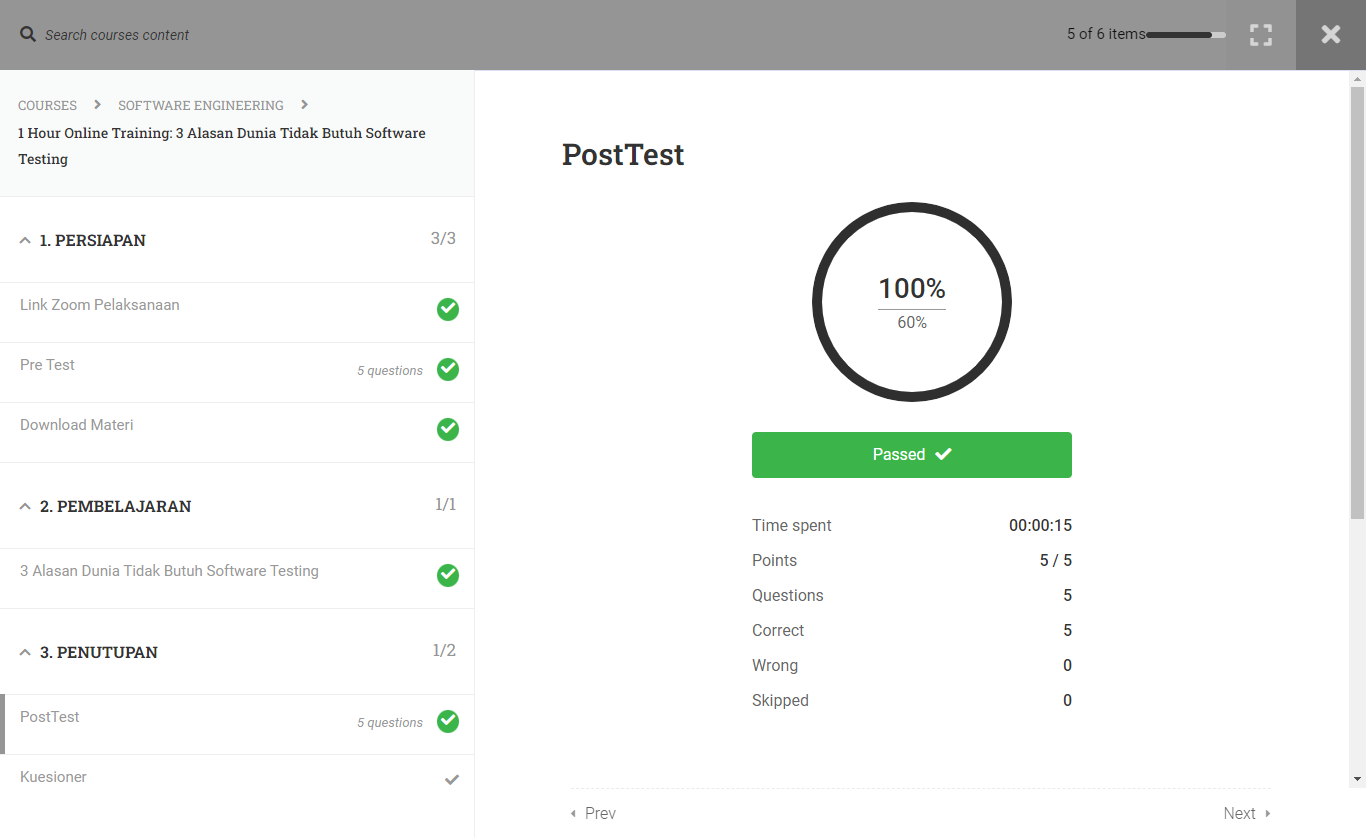 Search courses content
5 of 6 items
COURSES
SOFTWARE ENGINEERING
1 Hour Online Training: 3 Alasan Dunia Tidak Butuh Software
Testing
1. PERSIAPAN 3/3
Link Zoom Pelaksanaan
Pre Test 5 questions
Download Materi
2. PEMBELAJARAN 1/1
3 Alasan Dunia Tidak Butuh Software Testing
3. PENUTUPAN 1/2
PostTest 5 questions
Kuesioner
PostTest
100%
60%
Passed
Time spent 00:00:15
Points 5 / 5
Questions 5
Correct 5
Wrong 0
Skipped 0
Prev
Next